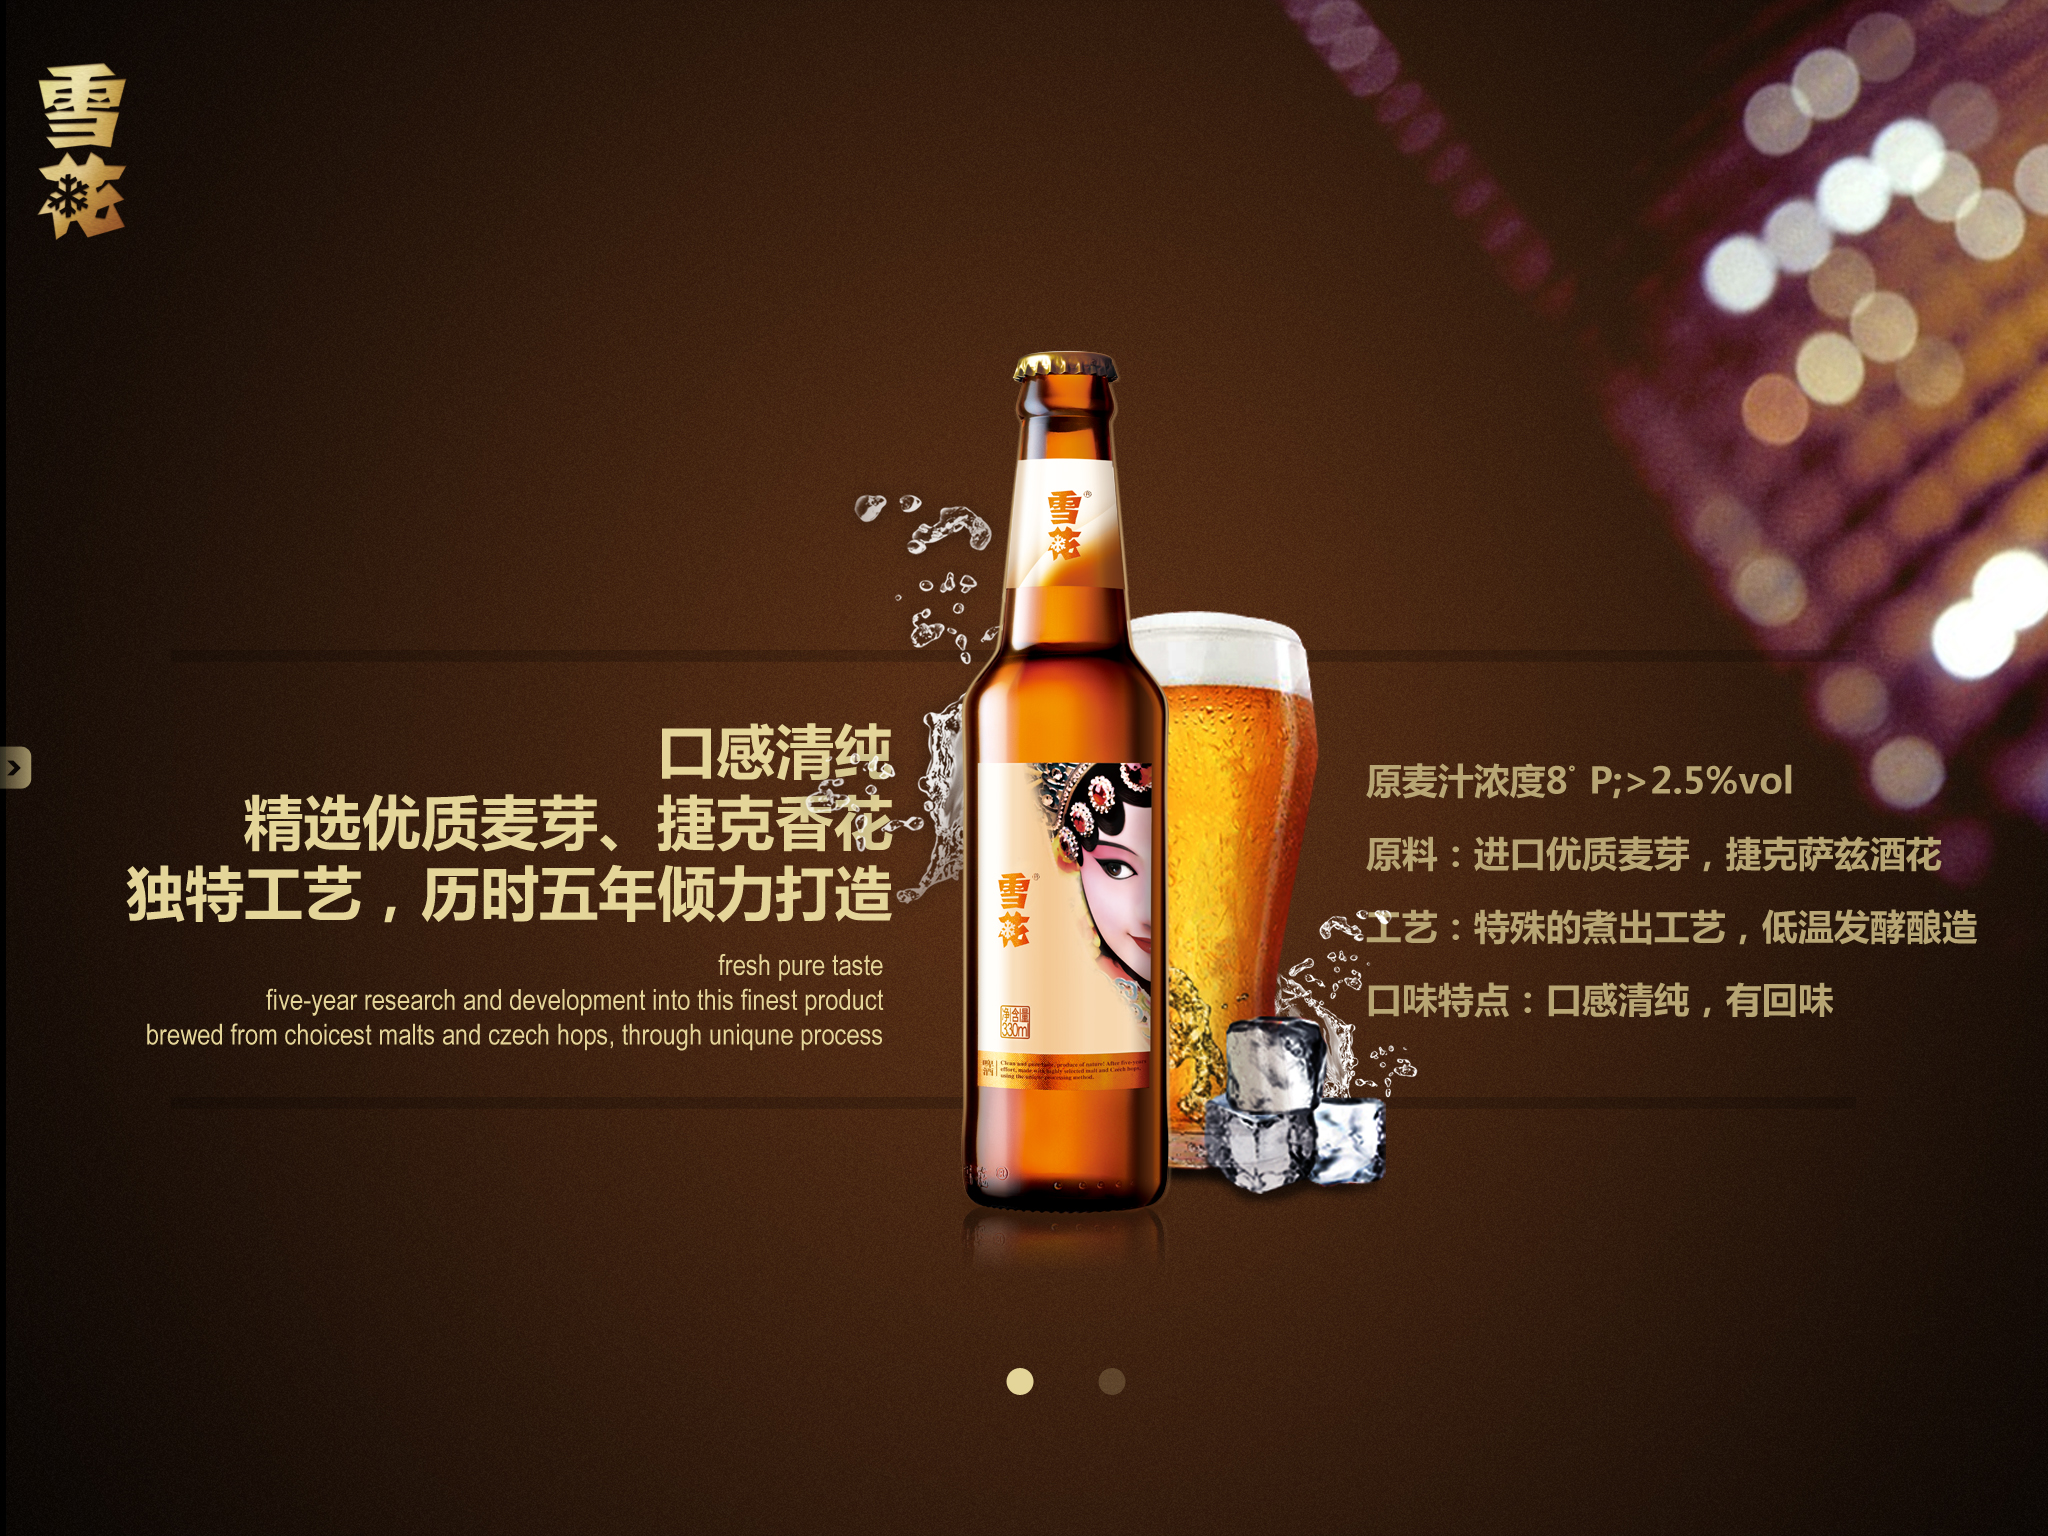 雪
花
雪®
花
口感清纯
精选优质麦芽、捷克香花
独特工艺，历时五年倾力打造
fresh pure taste
five-year research and development into this finest product
brewed from choicest malts and czech hops, through uniqune process
雪®
花
净含量
330ml
原麦汁浓度8° P;>2.5%vol
原料：进口优质麦芽，捷克萨兹酒花
工艺：特殊的煮出工艺，低温发酵酿造
口味特点：口感清纯，有回味